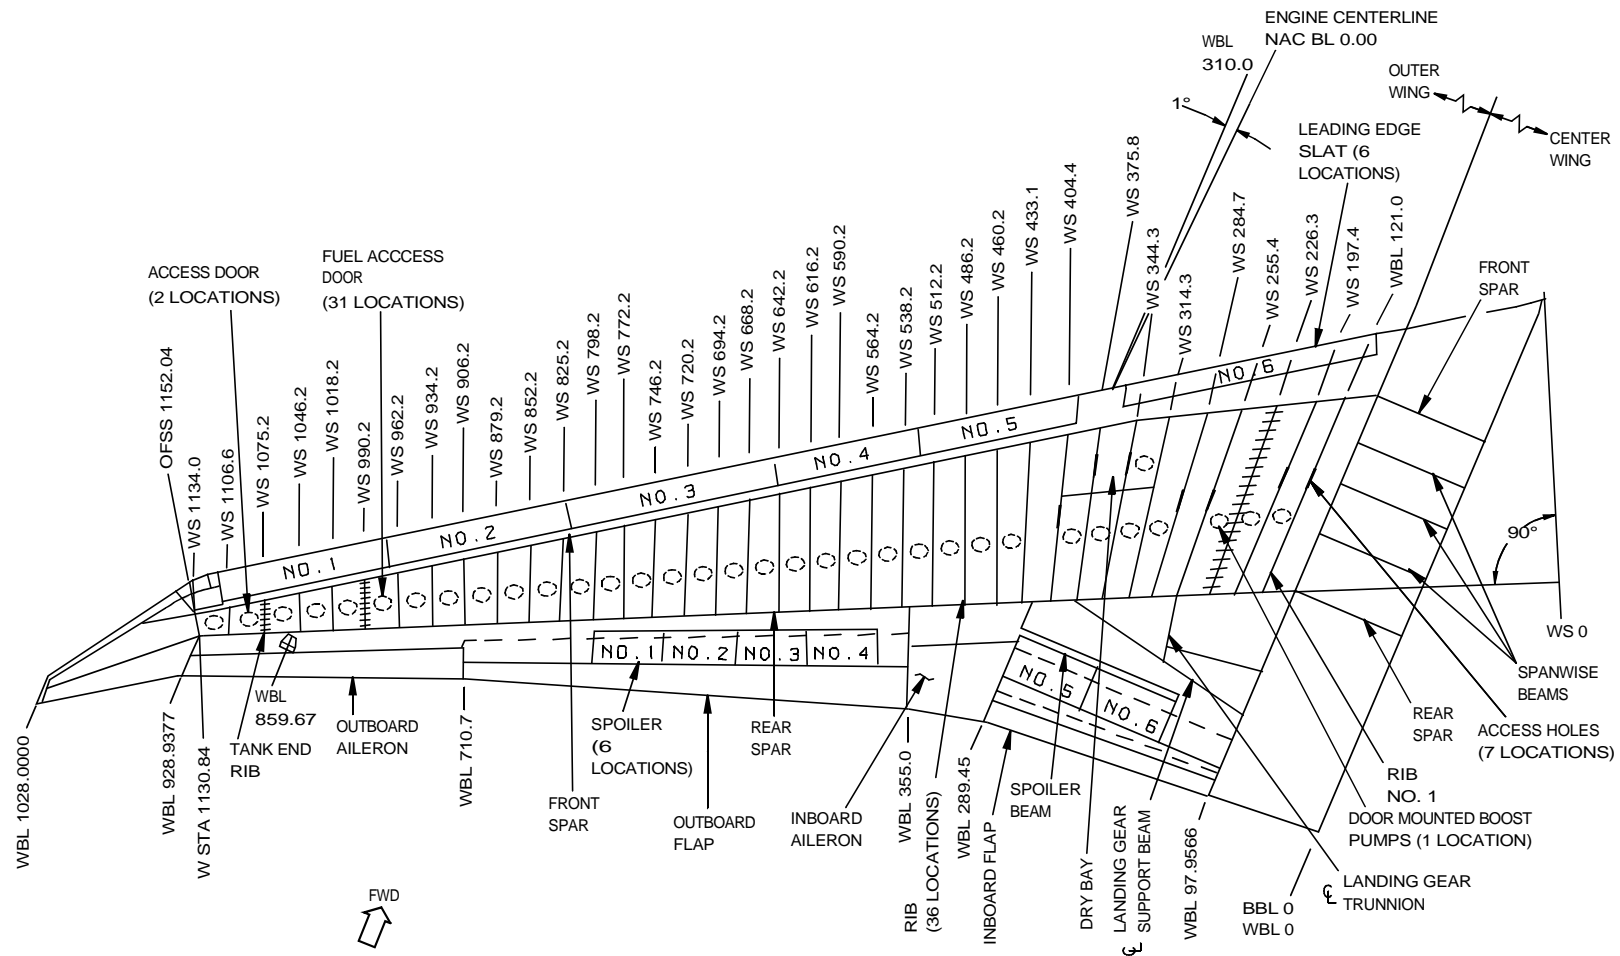 ENGINE CENTERLINE
NAC BL 0.00
WBL
310.0
1°
OUTER
WING
CENTER
WING
LEADING EDGE
SLAT (6
LOCATIONS)
FRONT
SPAR
ACCESS DOOR
(2 LOCATIONS)
FUEL ACCCESS
DOOR
(31 LOCATIONS)
OFSS 1152.04
WS 1134.0
WS 1106.6
WS 1075.2
WS 1046.2
WS 1018.2
WS 990.2
WS 962.2
WS 934.2
WS 906.2
WS 879.2
WS 852.2
WS 825.2
WS 798.2
WS 772.2
WS 746.2
WS 720.2
WS 694.2
WS 668.2
WS 642.2
WS 616.2
WS 590.2
WS 564.2
WS 538.2
WS 512.2
WS 486.2
WS 460.2
WS 433.1
WS 404.4
WS 375.8
WS 344.3
WS 314.3
WS 284.7
WS 255.4
WS 226.3
WS 197.4
WBL 121.0
NO.1
NO.2
NO.3
NO.4
NO.5
NO.6
90°
WS 0
NO.1
NO.2
NO.3
NO.4
NO.5
NO.6
WBL 1028.0000
WBL 928.9377
W STA 1130.84
WBL
859.67
TANK END
RIB
OUTBOARD
AILERON
WBL 710.7
FRONT
SPAR
SPOILER
(6
LOCATIONS)
OUTBOARD
FLAP
REAR
SPAR
INBOARD
AILERON
WBL 355.0
RIB
(36 LOCATIONS)
WBL 289.45
INBOARD FLAP
SPOILER
BEAM
DRY BAY
℄ LANDING GEAR
SUPPORT BEAM
WBL 97.9566
BBL 0
WBL 0
℄ LANDING GEAR
TRUNNION
DOOR MOUNTED BOOST
PUMPS (1 LOCATION)
RIB
NO. 1
REAR
SPAR
ACCESS HOLES
(7 LOCATIONS)
SPANWISE
BEAMS
FWD